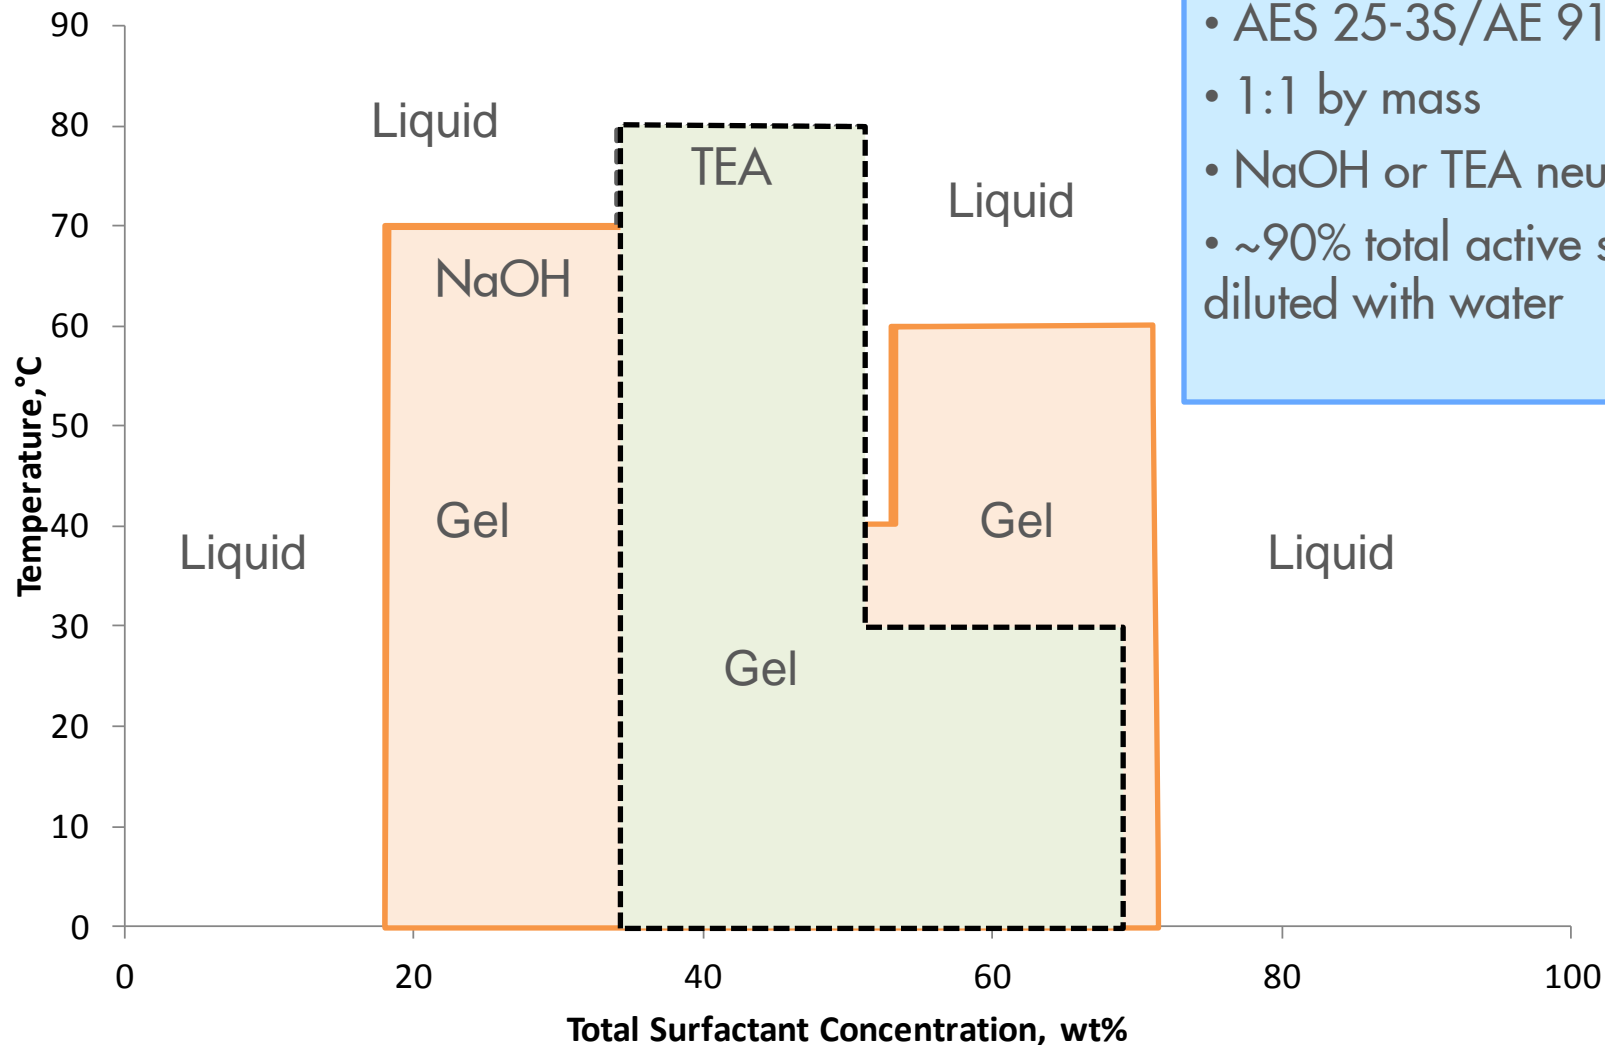 90
80
70
60
50
40
30
20
10
0
Temperature,°C
0
20
40
60
80
100
Total Surfactant Concentration, wt%
Liquid
TEA
Liquid
NaOH
Gel
Gel
Liquid
Liquid
Gel
• AES 25-3S/AE 91
• 1:1 by mass
• NaOH or TEA neu
• ~90% total active s
diluted with water